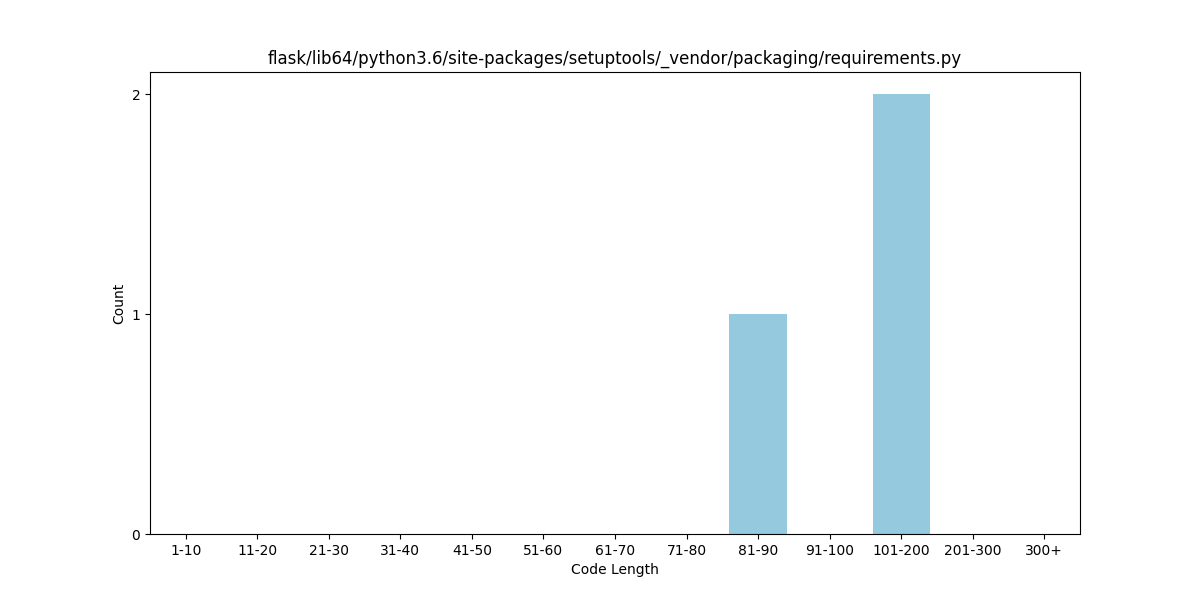 flask/lib64/python3.6/site-packages/setuptools/_vendor/packaging/requirements.py
2
1
0
Count
1-10 11-20 21-30 31-40 41-50 51-60 61-70 71-80 81-90 91-100 101-200 201-300 300+
Code Length